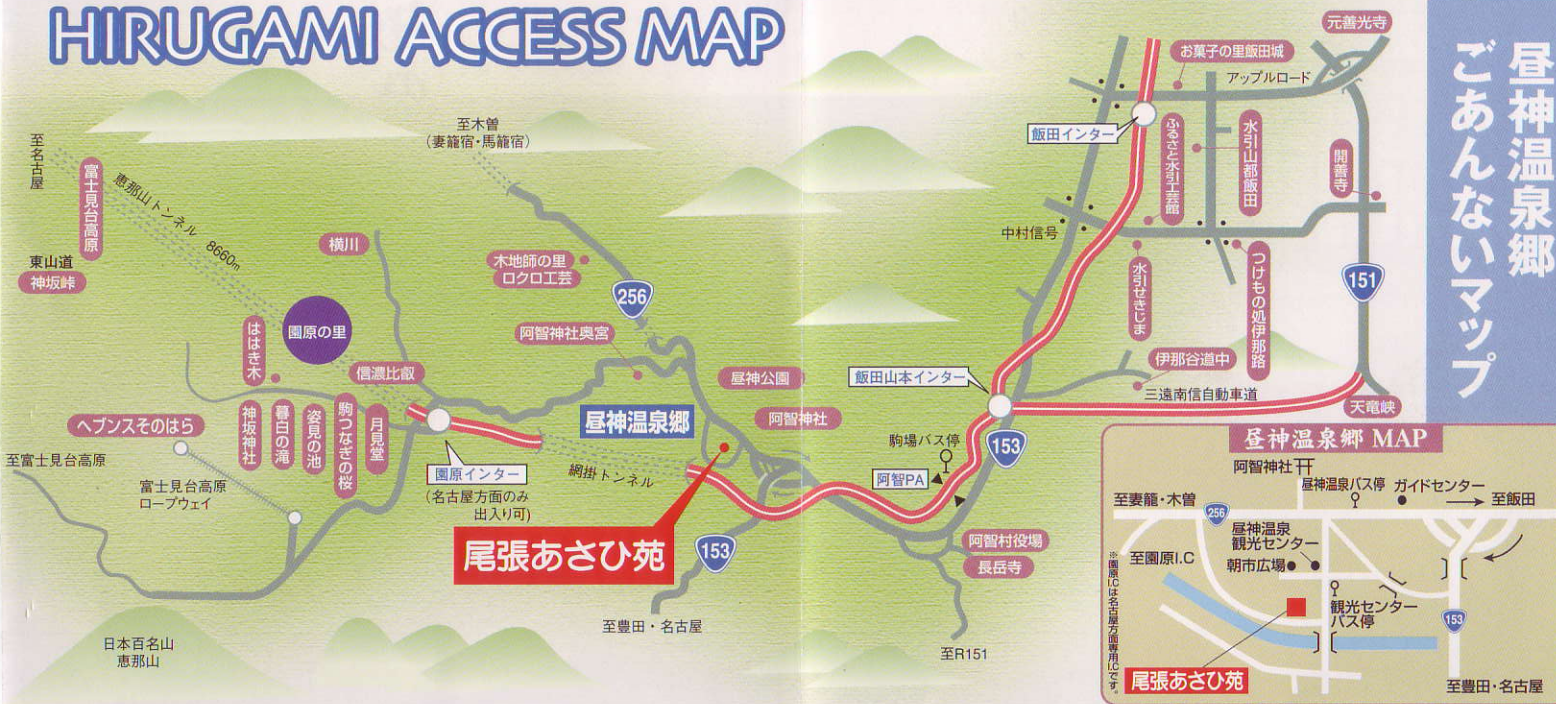 HIRUGAMI ACCESS MAP
昼神温泉郷
ごあんないマップ
元善光寺
お菓子の里飯田城
アップルロード
飯田インター
ふるさと水引工芸館
水引山都飯田
開善寺
至木曽
(妻籠宿・馬籠宿)
至名古屋
富士見台高原
恵那山トンネル 8660m
東山道
神坂峠
横川
木地師の里
ロクロ工芸
256
中村信号
水引せきじま
つけもの処伊那路
151
園原の里
ははき木
信濃比叡
阿智神社奥宮
昼神公園
飯田山本インター
伊那谷道中
三遠南信自動車道
天竜峡
ヘブンスそのはら
神坂神社
暮白の滝
姿見の池
駒つなぎの桜
月見堂
昼神温泉郷
阿智神社
駒場バス停
153
至富士見台高原
富士見台高原
ロープウェイ
園原インター
(名古屋方面のみ
出入り可)
網掛トンネル
阿智PA
尾張あさひ苑
153
阿智村役場
長岳寺
至豊田・名古屋
至R151
日本百名山
恵那山
昼神温泉郷 MAP
阿智神社
昼神温泉バス停
ガイドセンター
至妻籠・木曽
256
至飯田
昼神温泉
観光センター
朝市広場
至園原I.C
観光センター
バス停
153
※園原I.Cは名古屋方面専用I.Cです。
尾張あさひ苑
至豊田・名古屋